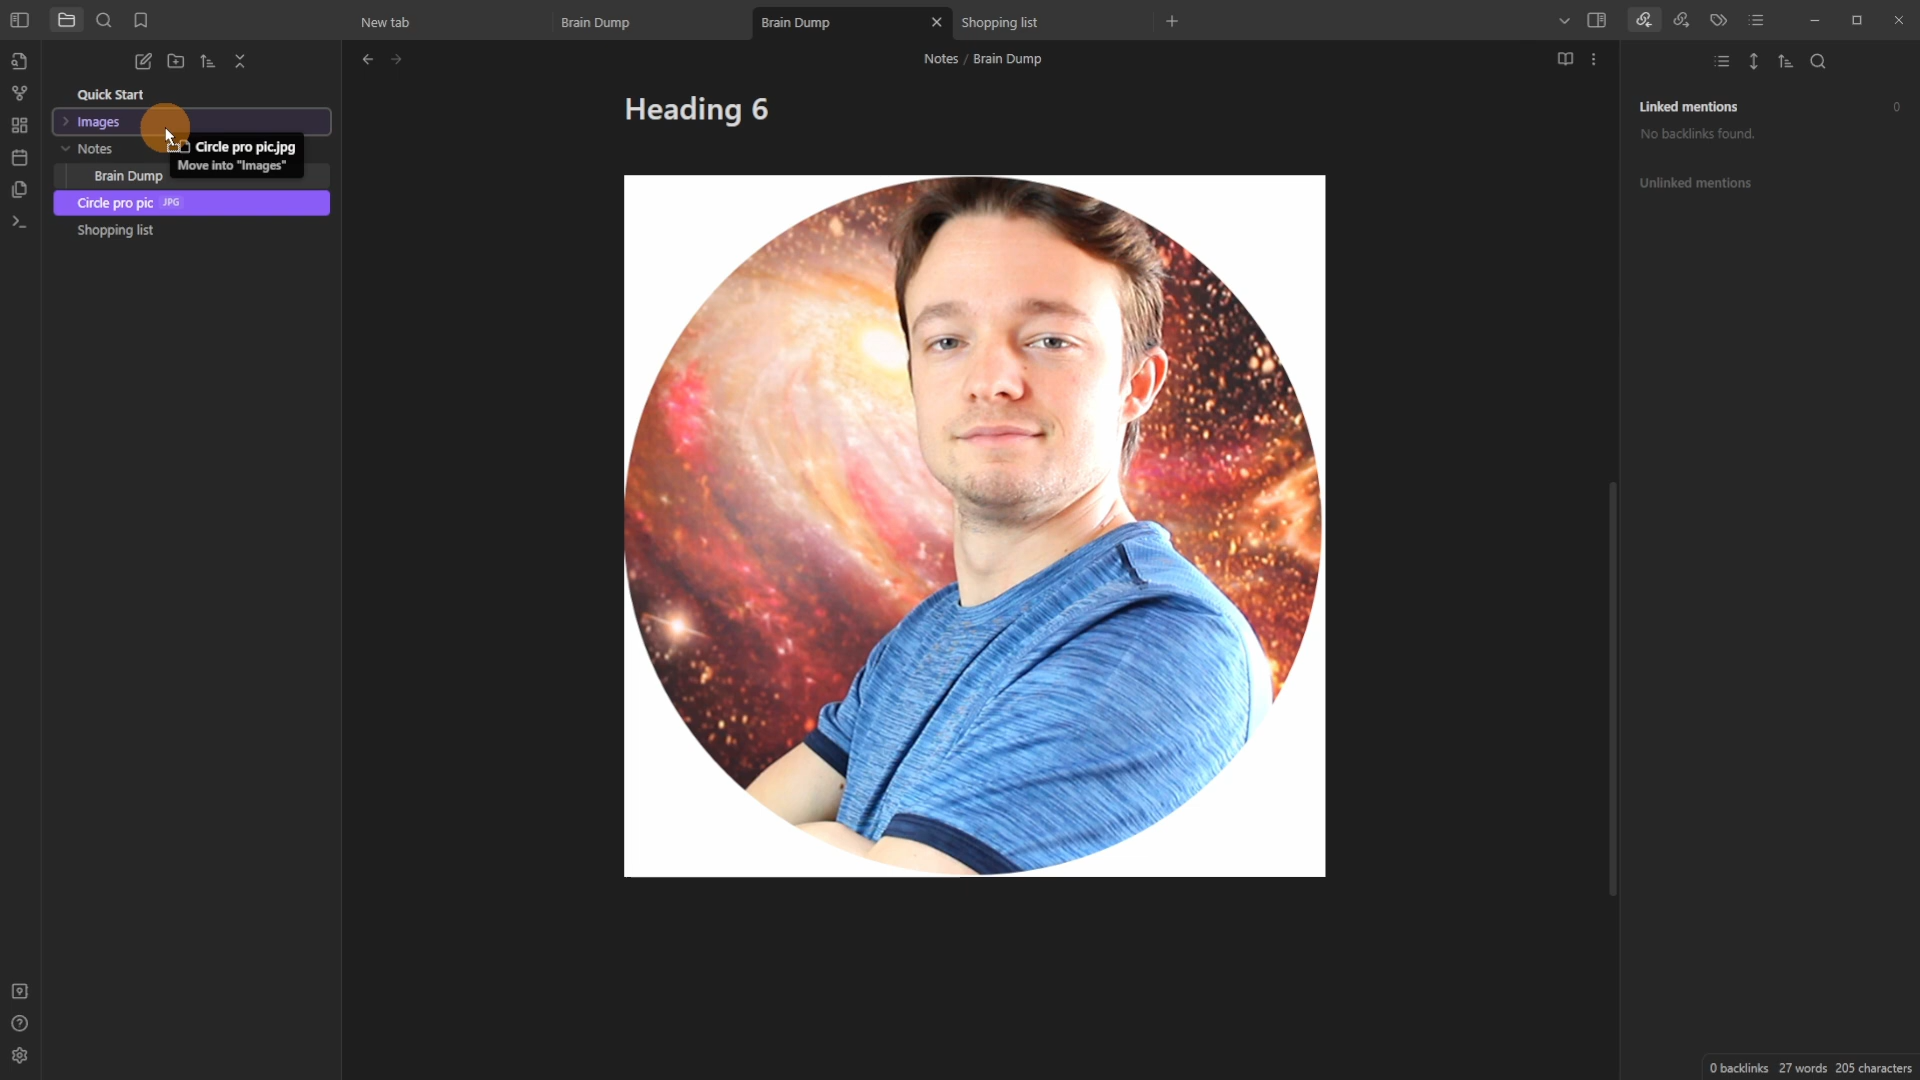 New tab
Brain Dump
Brain Dump
Shopping list
Notes / Brain Dump
Quick Start
Images
Notes
Circle pro pic.jpg
Move into "Images"
Brain Dump
Circle pro pic JPG
Shopping list
Heading 6
Linked mentions 0
No backlinks found.
Unlinked mentions
0 backlinks 27 words 205 characters